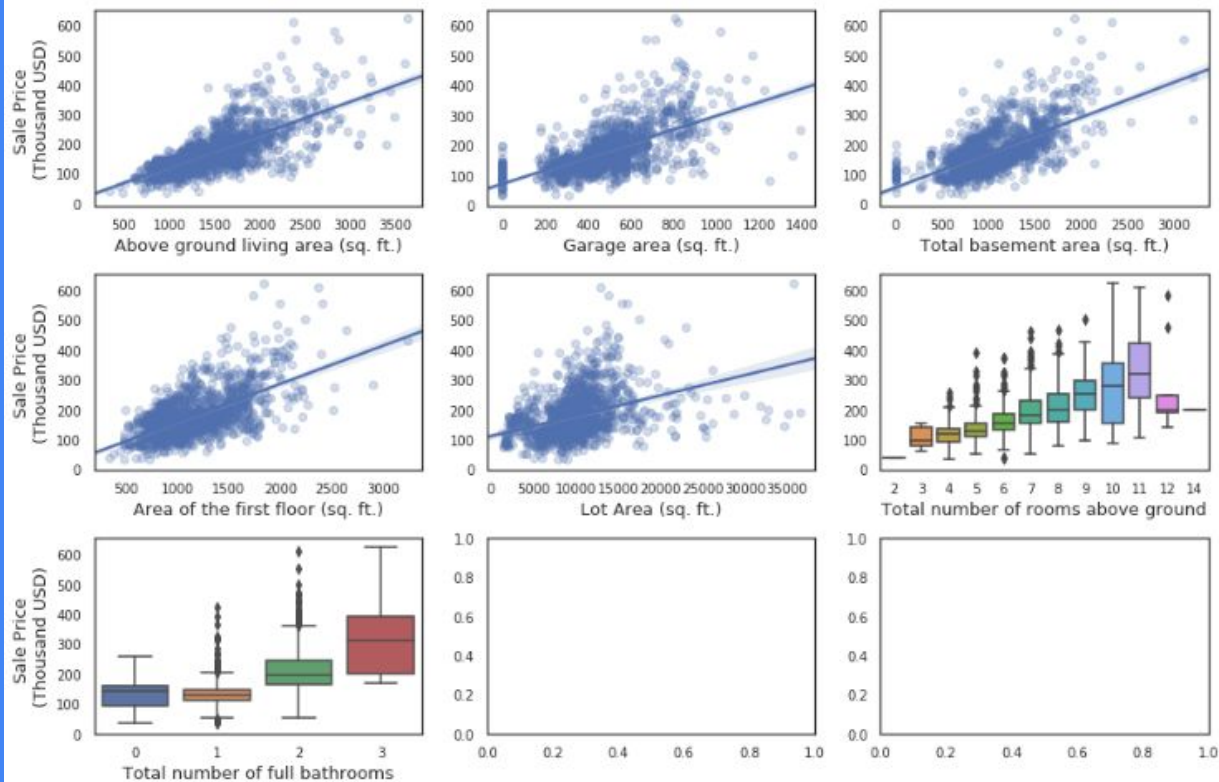 600
500
400
300
200
100
0
Sale Price
(Thousand USD)
500 1000 1500 2000 2500 3000 3500
Above ground living area (sq. ft.)
600
500
400
300
200
100
0
0 200 400 600 800 1000 1200 1400
Garage area (sq. ft.)
600
500
400
300
200
100
0
0 500 1000 1500 2000 2500 3000
Total basement area (sq. ft.)
600
500
400
300
200
100
0
Sale Price
(Thousand USD)
500 1000 1500 2000 2500 3000
Area of the first floor (sq. ft.)
600
500
400
300
200
100
0
0 5000 10000 15000 20000 25000 30000 35000
Lot Area (sq. ft.)
600
500
400
300
200
100
0
2 3 4 5 6 7 8 9 10 11 12 14
Total number of rooms above ground
600
500
400
300
200
100
0
Sale Price
(Thousand USD)
0 1 2 3
Total number of full bathrooms
1.0
0.8
0.6
0.4
0.2
0.0
0.0 0.2 0.4 0.6 0.8 1.0
1.0
0.8
0.6
0.4
0.2
0.0
0.0 0.2 0.4 0.6 0.8 1.0